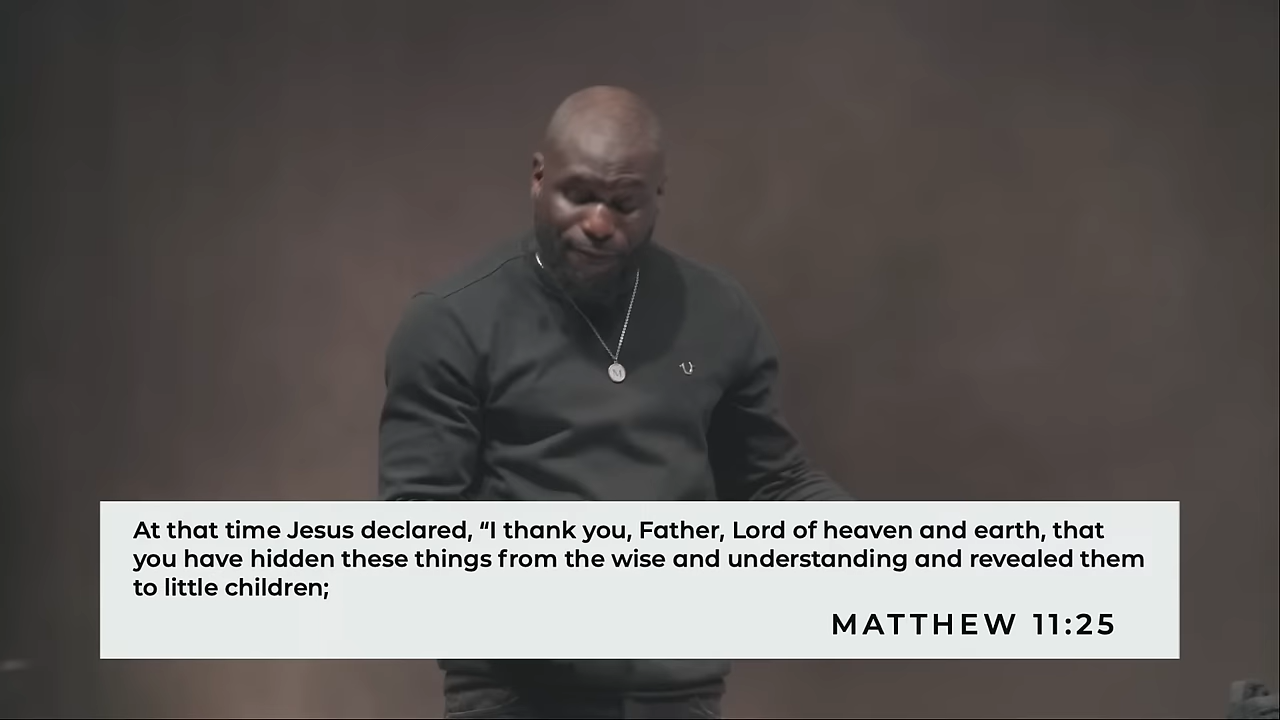 At that time Jesus declared, “I thank you, Father, Lord of heaven and earth, that
you have hidden these things from the wise and understanding and revealed them
to little children;
MATTHEW 11:25
M